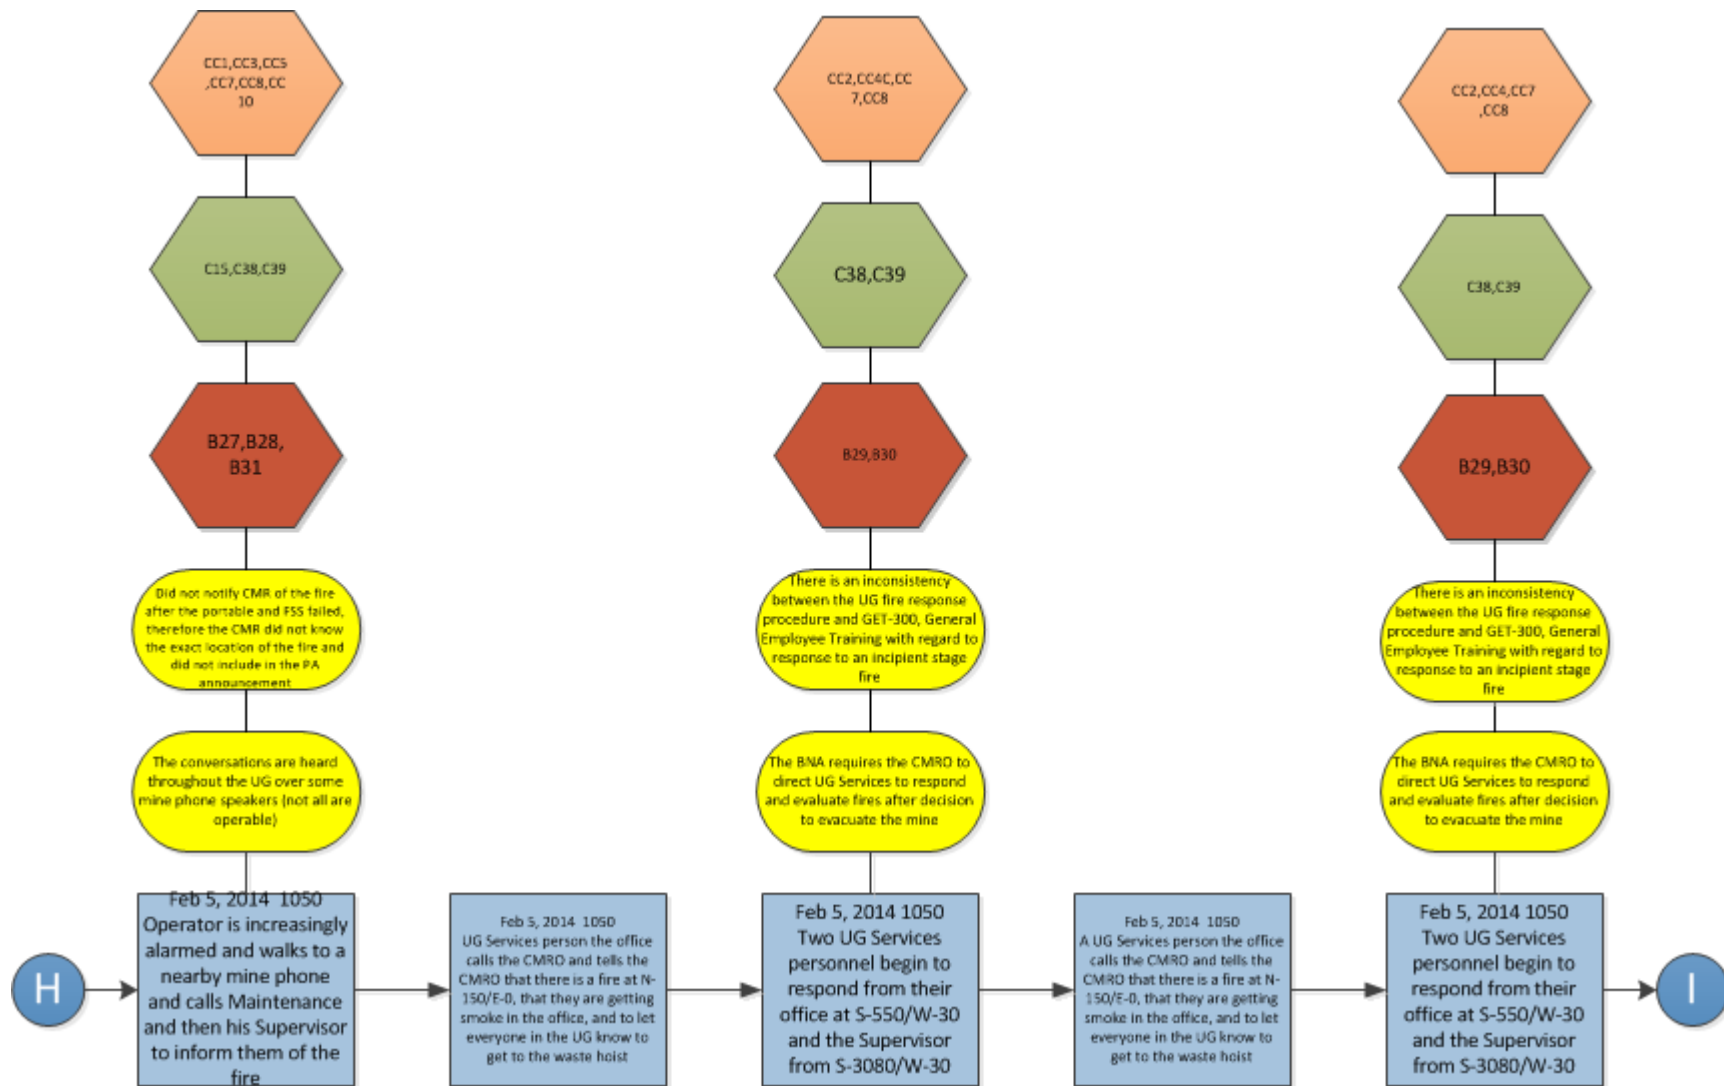 CC1,CC3,CC5
,CC7,CC8,CC
10
C15,C38,C39
B27,B28,
B31
Did not notify CMR of the fire
after the portable and FSS failed,
therefore the CMR did not know
the exact location of the fire and
did not include in the PA
announcement
The conversations are heard
throughout the UG over some
mine phone speakers (not all are
operable)
CC2,CC4C,CC
7,CC8
C38,C39
B29,B30
There is an inconsistency
between the UG fire response
procedure and GET-300, General
Employee Training with regard to
response to an incipient stage
fire
The BNA requires the CMRO to
direct UG Services to respond
and evaluate fires after decision
to evacuate the mine
CC2,CC4,CC7
,CC8
C38,C39
B29,B30
There is an inconsistency
between the UG fire response
procedure and GET-300, General
Employee Training with regard to
response to an incipient stage
fire
The BNA requires the CMRO to
direct UG Services to respond
and evaluate fires after decision
to evacuate the mine
H
Feb 5, 2014 1050
Operator is increasingly
alarmed and walks to a
nearby mine phone
and calls Maintenance
and then his Supervisor
to inform them of the
fire
Feb 5, 2014 1050
UG Services person the office
calls the CMRO and tells the
CMRO that there is a fire at N-
150/E-0, that they are getting
smoke in the office, and to let
everyone in the UG know to
get to the waste hoist
Feb 5, 2014 1050
Two UG Services
personnel begin to
respond from their
office at S-550/W-30
and the Supervisor
from S-3080/W-30
Feb 5, 2014 1050
A UG Services person the office
calls the CMRO and tells the
CMRO that there is a fire at N-
150/E-0, that they are getting
smoke in the office, and to let
everyone in the UG know to
get to the waste hoist
Feb 5, 2014 1050
Two UG Services
personnel begin to
respond from their
office at S-550/W-30
and the Supervisor
from S-3080/W-30
I